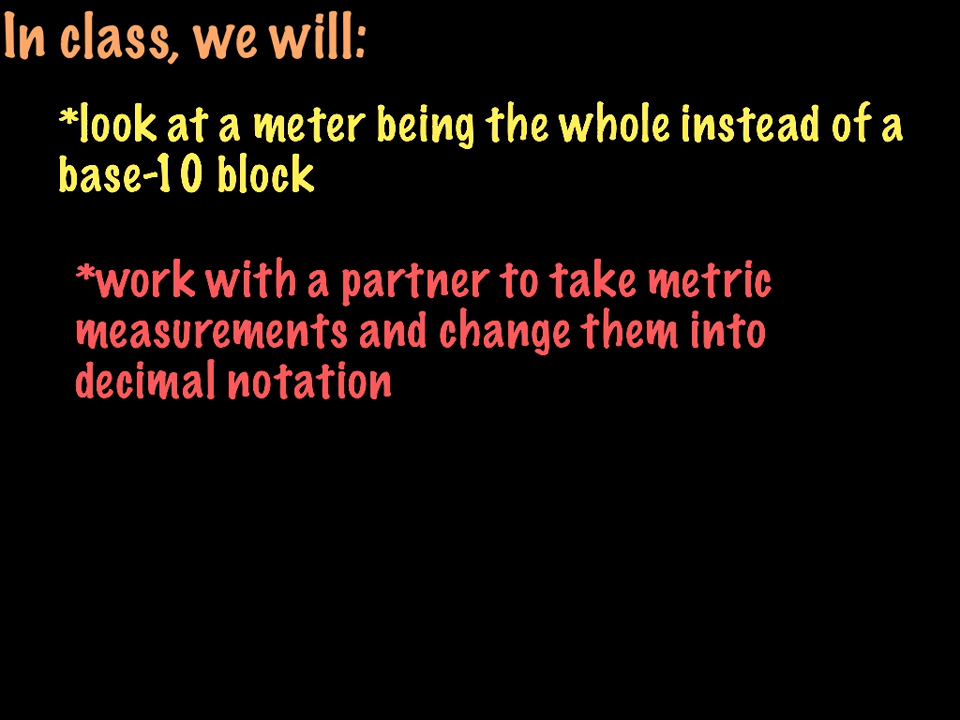 In class, we will:
*look at a meter being the whole instead of a
base-10 block
*work with a partner to take metric
measurements and change them into
decimal notation